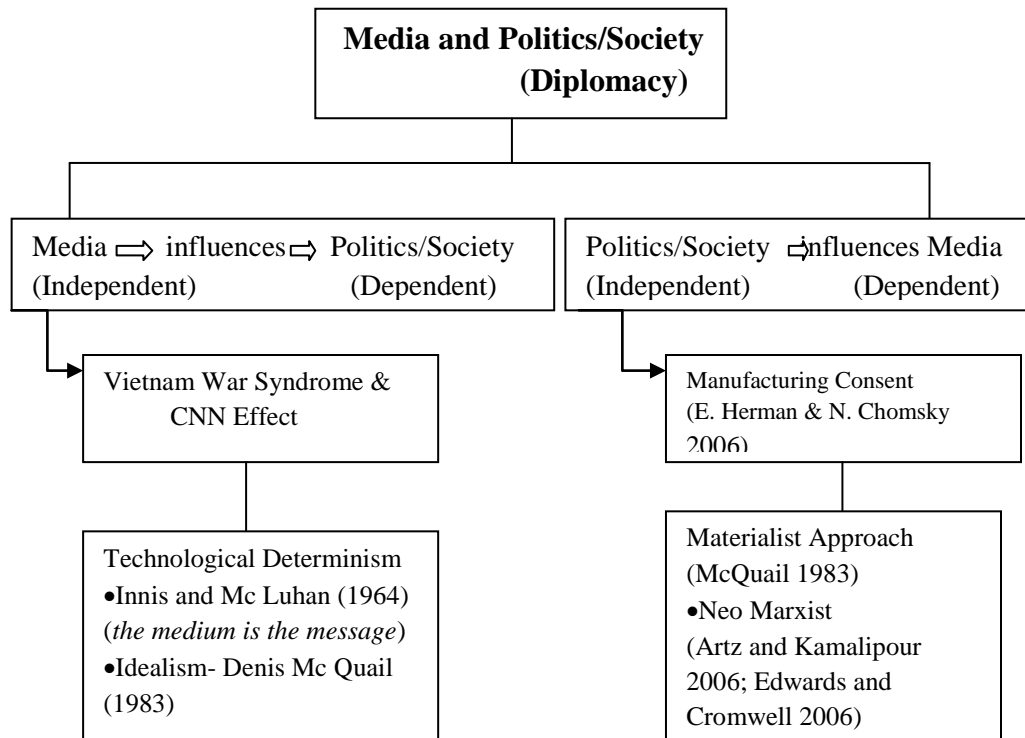 Media and Politics/Society
(Diplomacy)
Media influences Politics/Society
(Independent) (Dependent)
Politics/Society influences Media
(Independent) (Dependent)
Vietnam War Syndrome &
CNN Effect
Manufacturing Consent
(E. Herman & N. Chomsky
2006)
Technological Determinism
•Innis and Mc Luhan (1964)
(the medium is the message)
•Idealism- Denis Mc Quail
(1983)
Materialist Approach
(McQuail 1983)
•Neo Marxist
(Artz and Kamalipour
2006; Edwards and
Cromwell 2006)